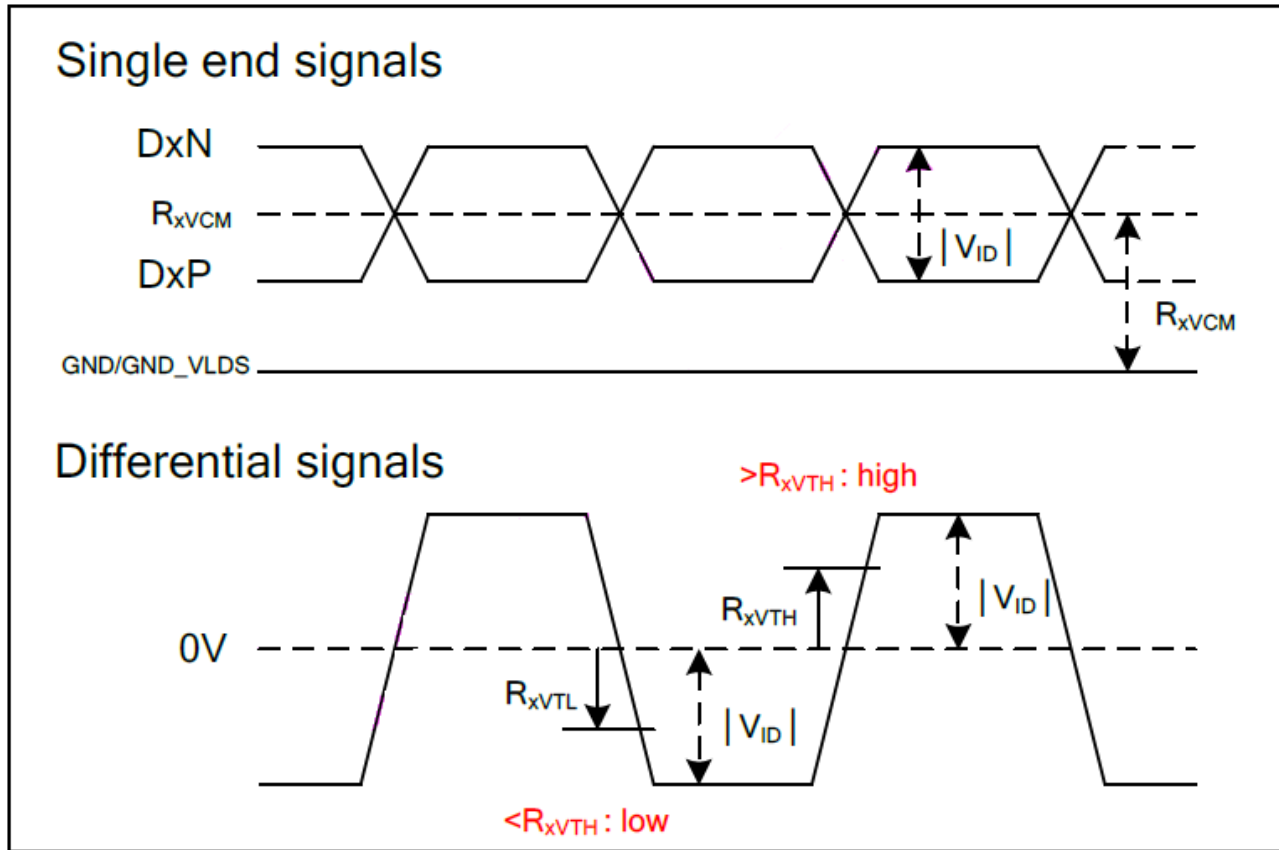 Single end signals
DxN
RxVCM
DxP
|VID|
RxVCM
GND/GND_VLDS
Differential signals
>RxVTH : high
RxVTH
|VID|
0V
RxVTL
|VID|
<RxVTH : low